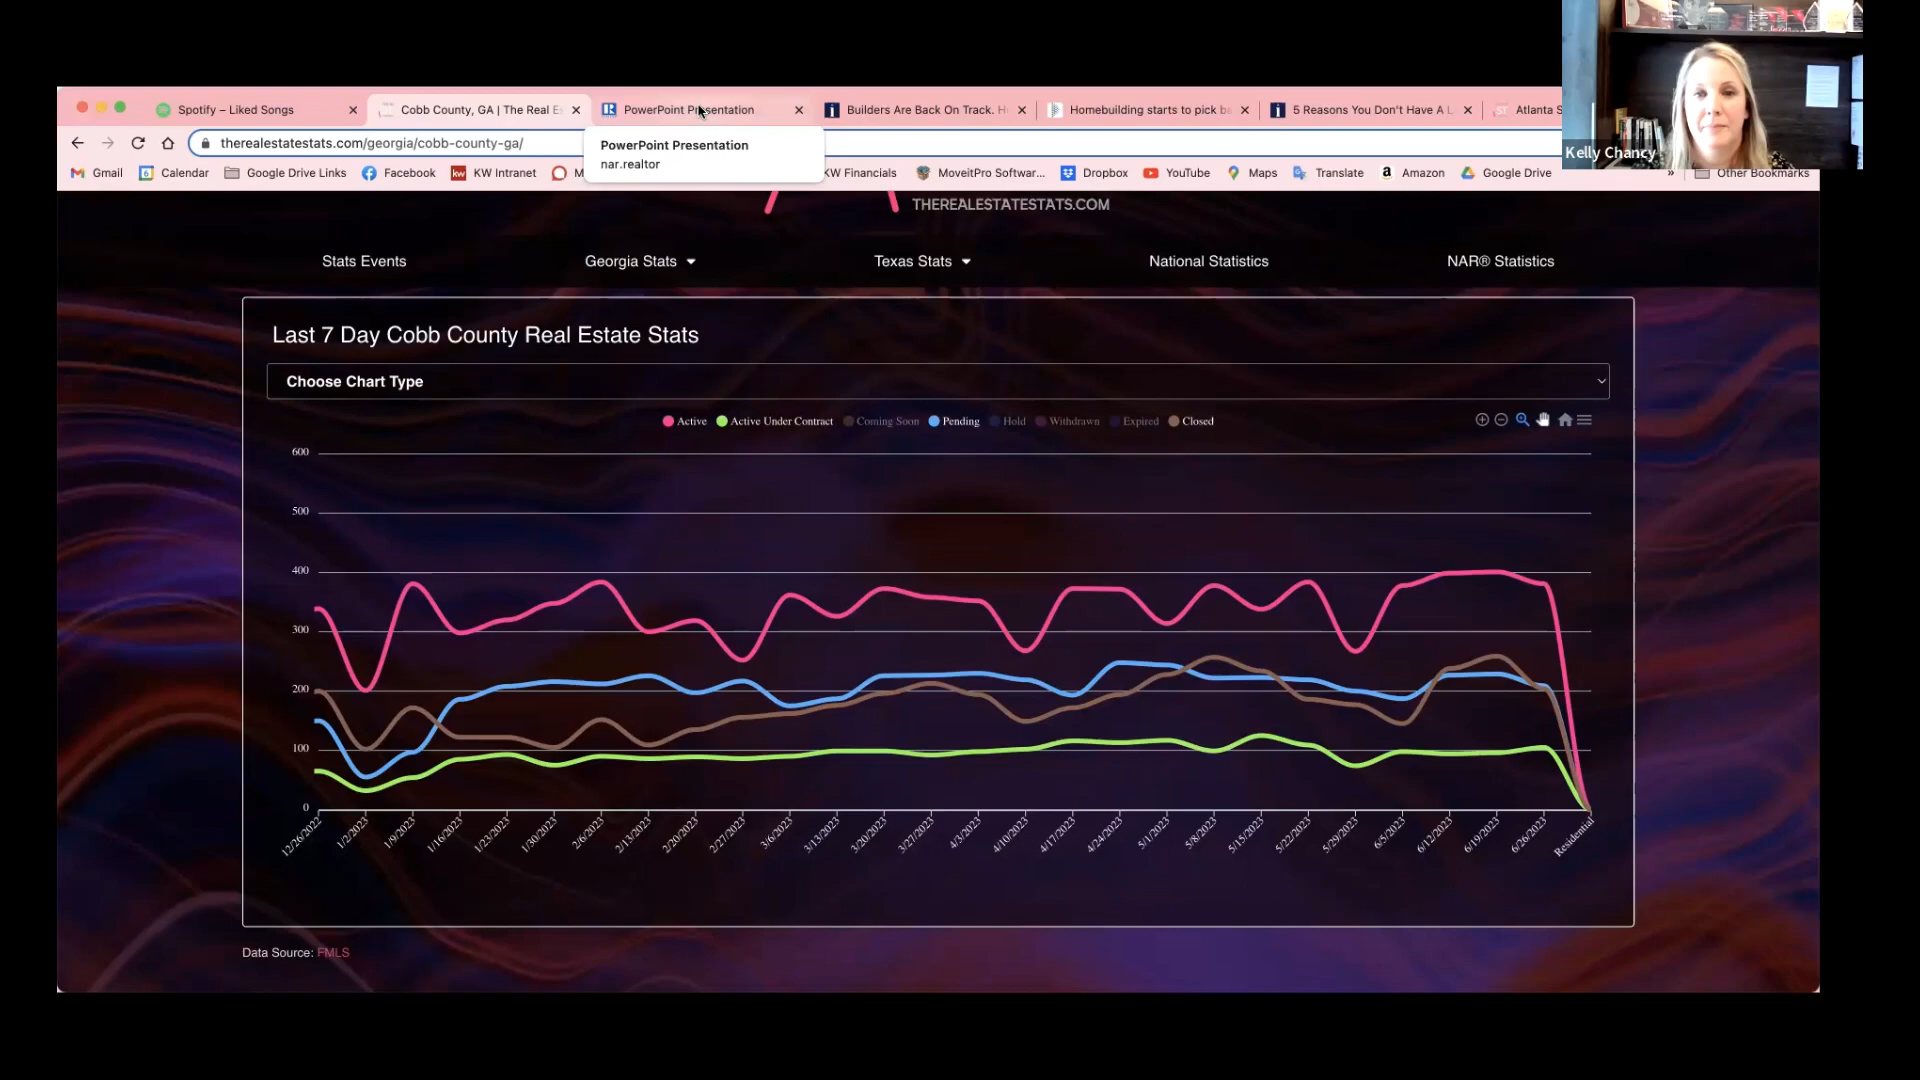 Spotify – Liked Songs
Cobb County, GA | The Real Es
PowerPoint Presentation
Builders Are Back On Track. H
Homebuilding starts to pick b
5 Reasons You Don't Have A L
Atlanta S
Kelly Chancy
therealestatestats.com/georgia/cobb-county-ga/
PowerPoint Presentation
nar.realtor
Gmail
Calendar
Google Drive Links
Facebook
KW Intranet
M
KW Financials
MoveitPro Softwar...
Dropbox
YouTube
Maps
Translate
Amazon
Google Drive
»
Other Bookmarks
THEREALESTATESTATS.COM
Stats Events
Georgia Stats
Texas Stats
National Statistics
NAR® Statistics
Last 7 Day Cobb County Real Estate Stats
Choose Chart Type
Active
Active Under Contract
Coming Soon
Pending
Hold
Withdrawn
Expired
Closed
600
500
400
300
200
100
0
12/26/2022
1/2/2023
1/9/2023
1/16/2023
1/23/2023
1/30/2023
2/6/2023
2/13/2023
2/20/2023
2/27/2023
3/6/2023
3/13/2023
3/20/2023
3/27/2023
4/3/2023
4/10/2023
4/17/2023
4/24/2023
5/1/2023
5/8/2023
5/15/2023
5/22/2023
5/29/2023
6/5/2023
6/12/2023
6/19/2023
6/26/2023
Residential
Data Source: FMLS